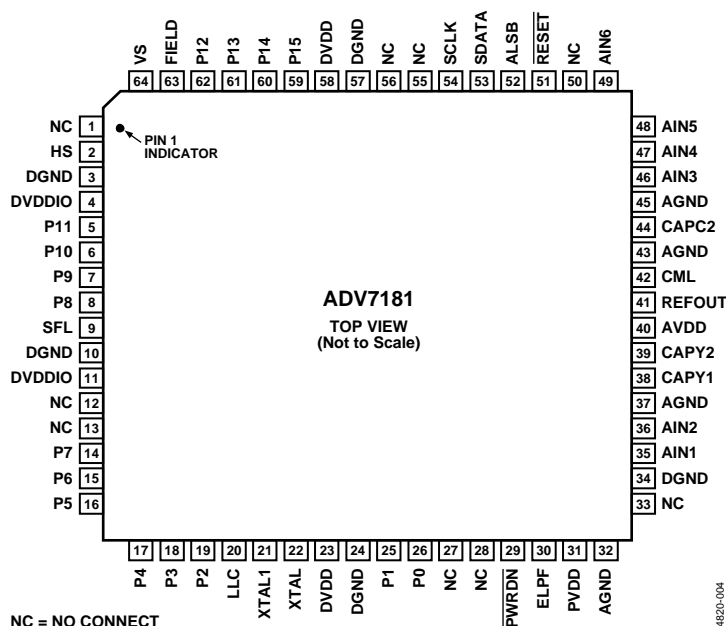 VS
FIELD
P12
P13
P14
P15
DVDD
DGND
NC
NC
SCLK
SDATA
ALSB
RESET
NC
AIN6
64 63 62 61 60 59 58 57 56 55 54 53 52 51 50 49
NC 1
HS 2
DGND 3
DVDDIO 4
P11 5
P10 6
P9 7
P8 8
SFL 9
DGND 10
DVDDIO 11
NC 12
NC 13
P7 14
P6 15
P5 16
PIN 1
INDICATOR
ADV7181
TOP VIEW
(Not to Scale)
48 AIN5
47 AIN4
46 AIN3
45 AGND
44 CAPC2
43 AGND
42 CML
41 REFOUT
40 AVDD
39 CAPY2
38 CAPY1
37 AGND
36 AIN2
35 AIN1
34 DGND
33 NC
17 18 19 20 21 22 23 24 25 26 27 28 29 30 31 32
P4
P3
P2
LLC
XTAL1
XTAL
DVDD
DGND
P1
P0
NC
NC
PWRDN
ELPF
PVDD
AGND
NC = NO CONNECT
4820-004